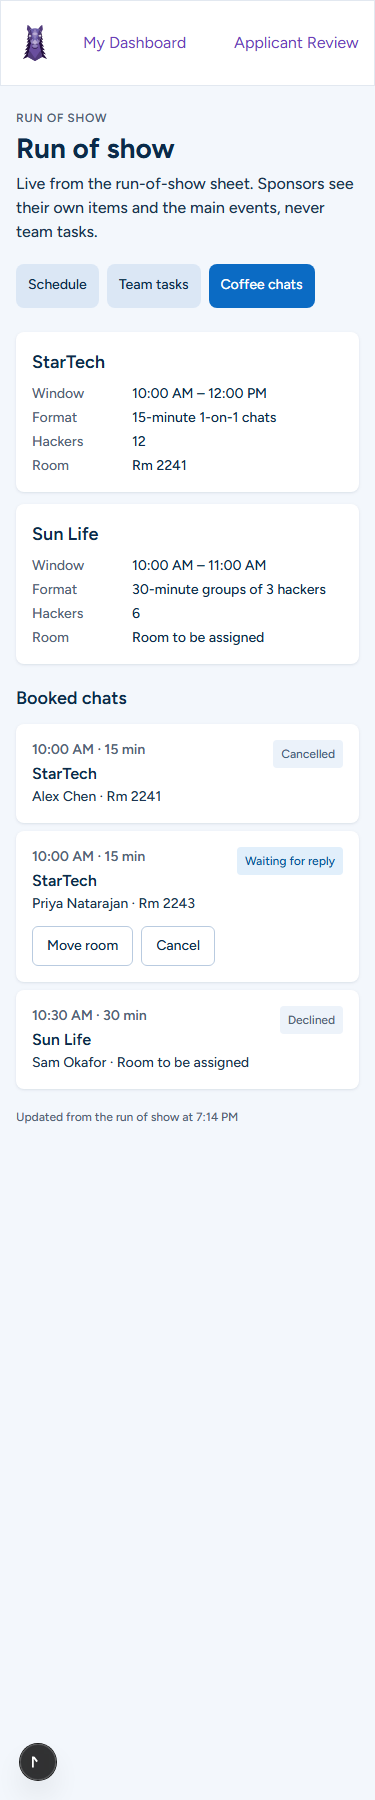 My Dashboard
Applicant Review
RUN OF SHOW
Run of show
Live from the run-of-show sheet. Sponsors see
their own items and the main events, never
team tasks.
Schedule
Team tasks
Coffee chats
StarTech
Window 10:00 AM – 12:00 PM
Format 15-minute 1-on-1 chats
Hackers 12
Room Rm 2241
Sun Life
Window 10:00 AM – 11:00 AM
Format 30-minute groups of 3 hackers
Hackers 6
Room Room to be assigned
Booked chats
10:00 AM · 15 min
Cancelled
StarTech
Alex Chen · Rm 2241
10:00 AM · 15 min
Waiting for reply
StarTech
Priya Natarajan · Rm 2243
Move room
Cancel
10:30 AM · 30 min
Declined
Sun Life
Sam Okafor · Room to be assigned
Updated from the run of show at 7:14 PM